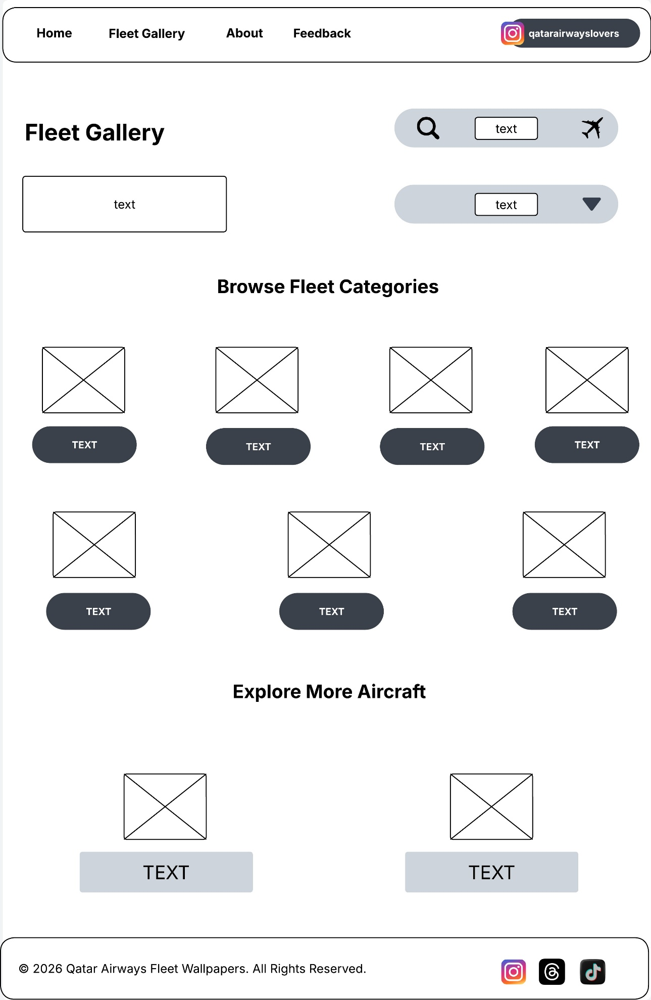 Home
Fleet Gallery
About
Feedback
qatarairwayslovers
Fleet Gallery
text
text
text
Browse Fleet Categories
TEXT
TEXT
TEXT
TEXT
TEXT
TEXT
TEXT
Explore More Aircraft
TEXT
TEXT
© 2026 Qatar Airways Fleet Wallpapers. All Rights Reserved.